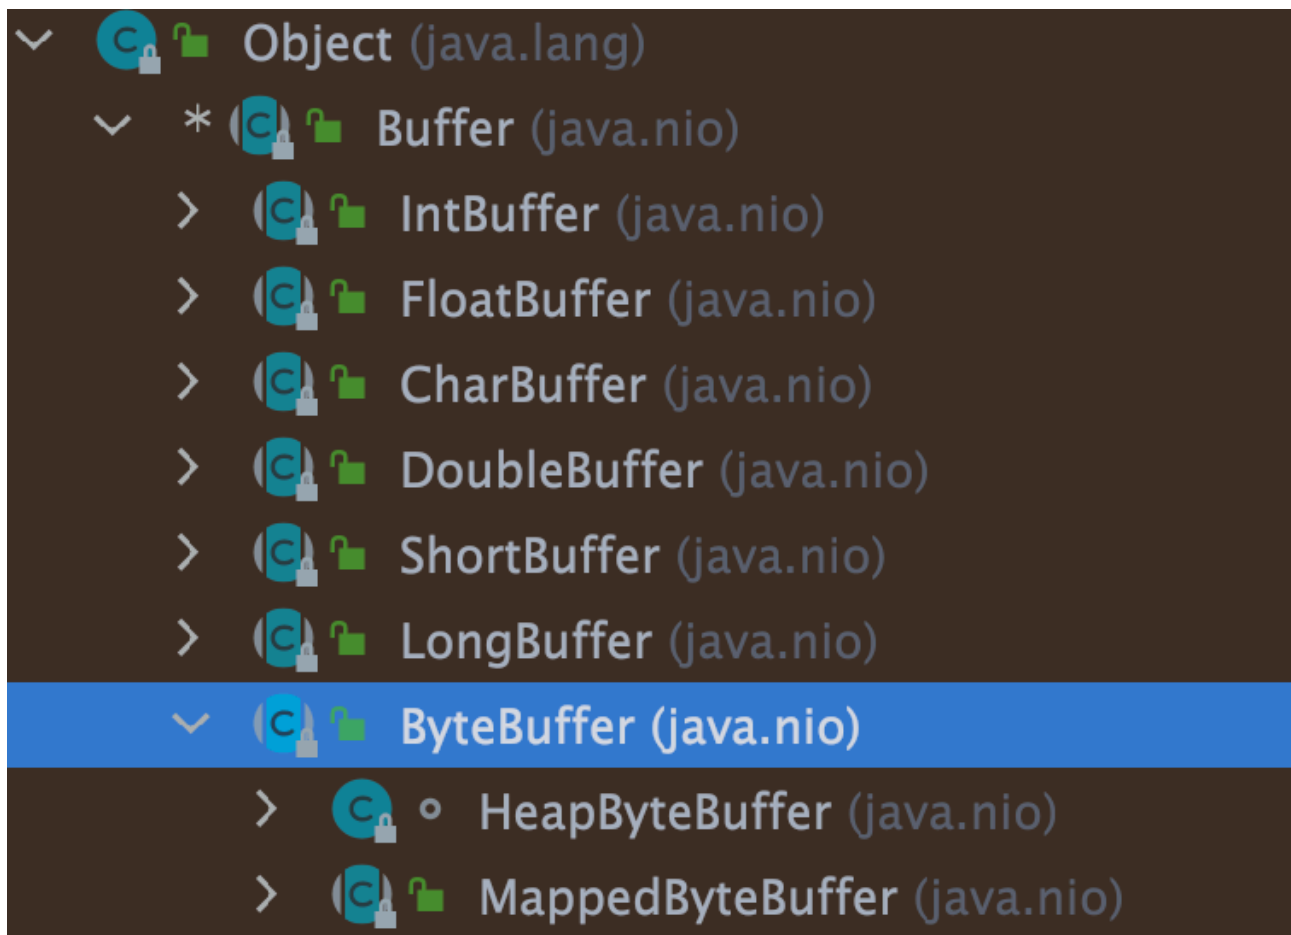 Object (java.lang)
* Buffer (java.nio)
IntBuffer (java.nio)
FloatBuffer (java.nio)
CharBuffer (java.nio)
DoubleBuffer (java.nio)
ShortBuffer (java.nio)
LongBuffer (java.nio)
ByteBuffer (java.nio)
HeapByteBuffer (java.nio)
MappedByteBuffer (java.nio)